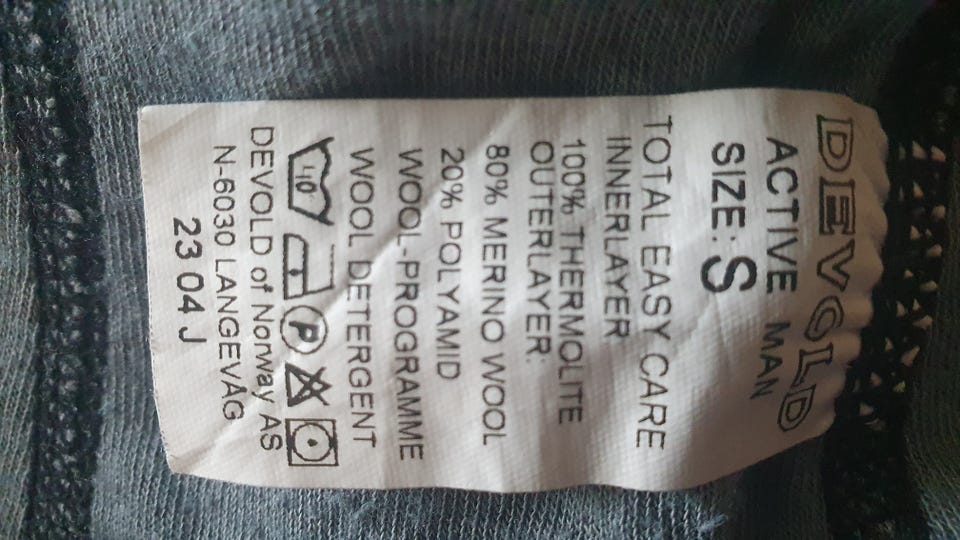 DEVOLD
ACTIVE MAN
SIZE: S
TOTAL EASY CARE
INNERLAYER
100% THERMOLITE
OUTERLAYER:
80% MERINO WOOL
20% POLYAMID
WOOL-PROGRAMME
WOOL DETERGENT
40 P
DEVOLD of Norway AS
N-6030 LANGEVÅG
23 04 J